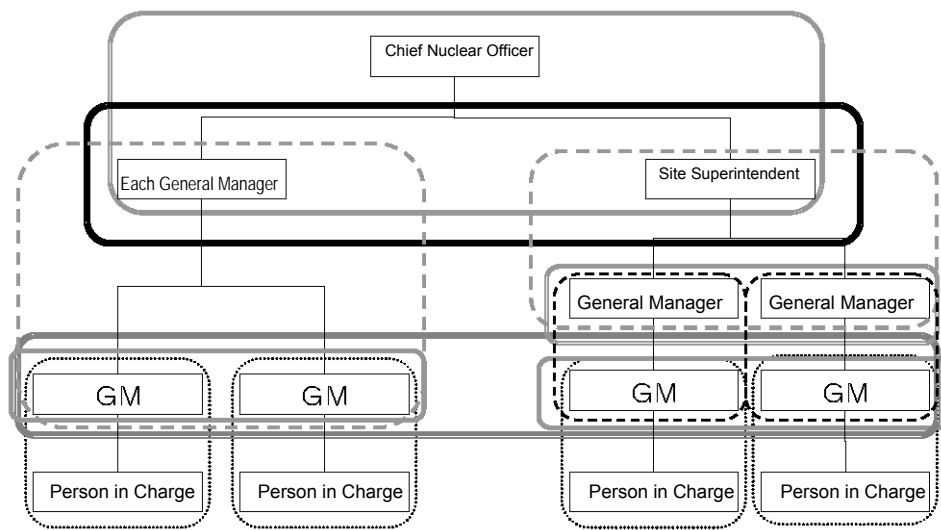 Chief Nuclear Officer
Each General Manager
Site Superintendent
General Manager
General Manager
GM
GM
GM
GM
Person in Charge
Person in Charge
Person in Charge
Person in Charge